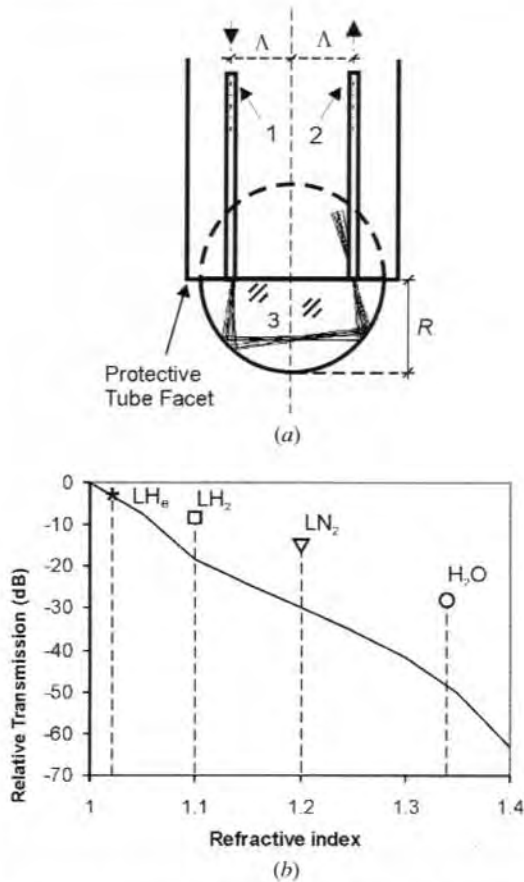 Λ Λ
1 2
3
R
Protective
Tube Facet
(a)
0
-10
-20
-30
-40
-50
-60
-70
Relative Transmission (dB)
LHe
LH2
LN2
H2O
1 1.1 1.2 1.3 1.4
Refractive index
(b)